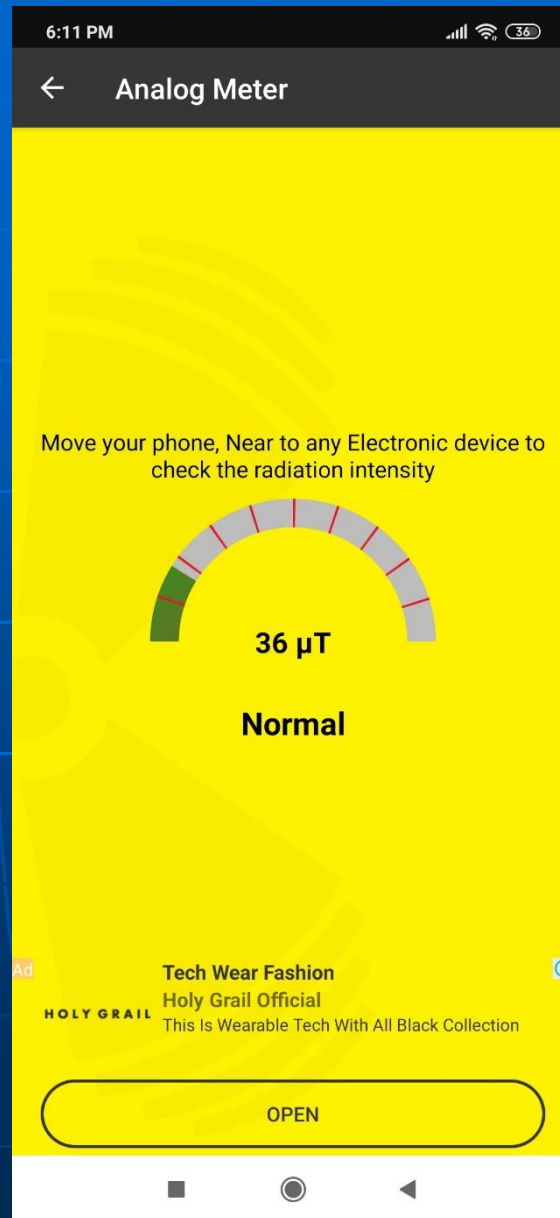 6:11 PM
36
Analog Meter
Move your phone, Near to any Electronic device to
check the radiation intensity
36 µT
Normal
Ad
Tech Wear Fashion
Holy Grail Official
HOLY GRAIL
This Is Wearable Tech With All Black Collection
OPEN